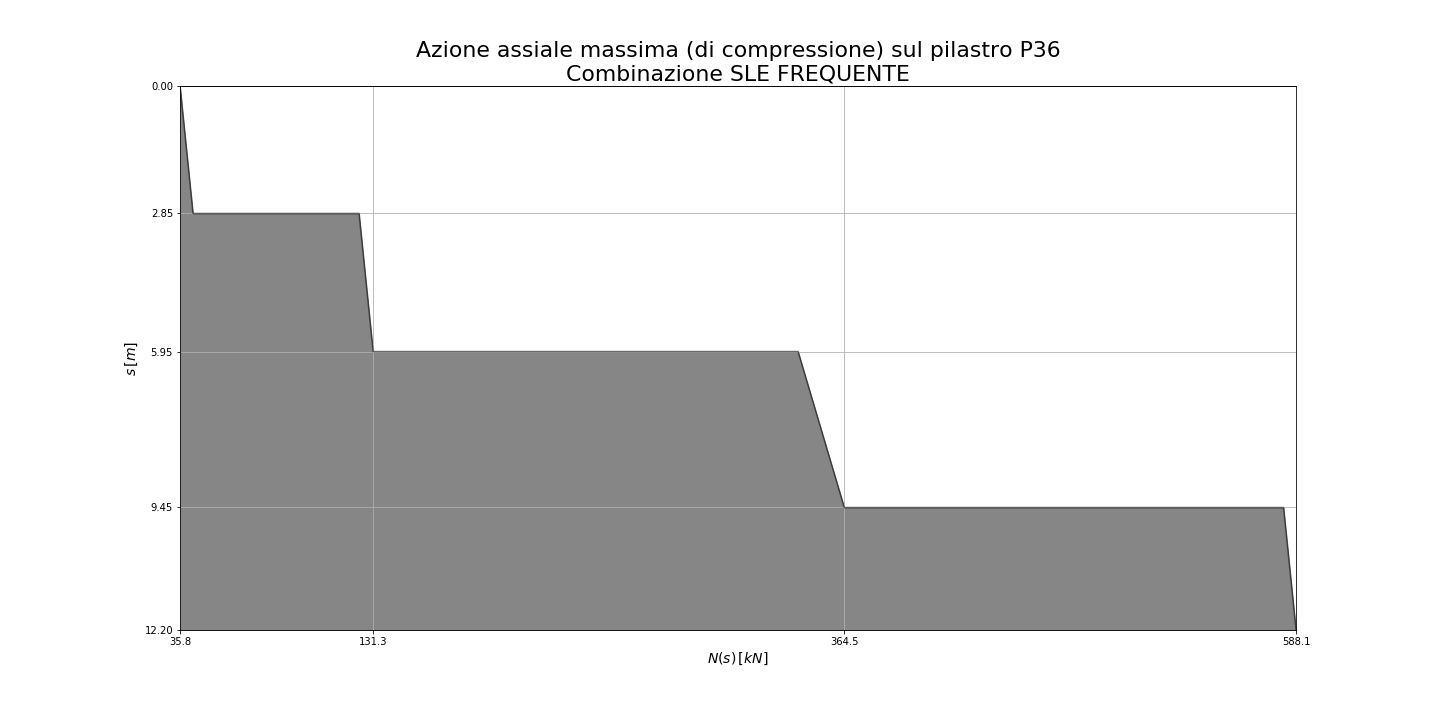 Azione assiale massima (di compressione) sul pilastro P36
Combinazione SLE FREQUENTE
0.00
2.85
5.95
9.45
12.20
s [m]
35.8
131.3
364.5
588.1
N(s) [kN]